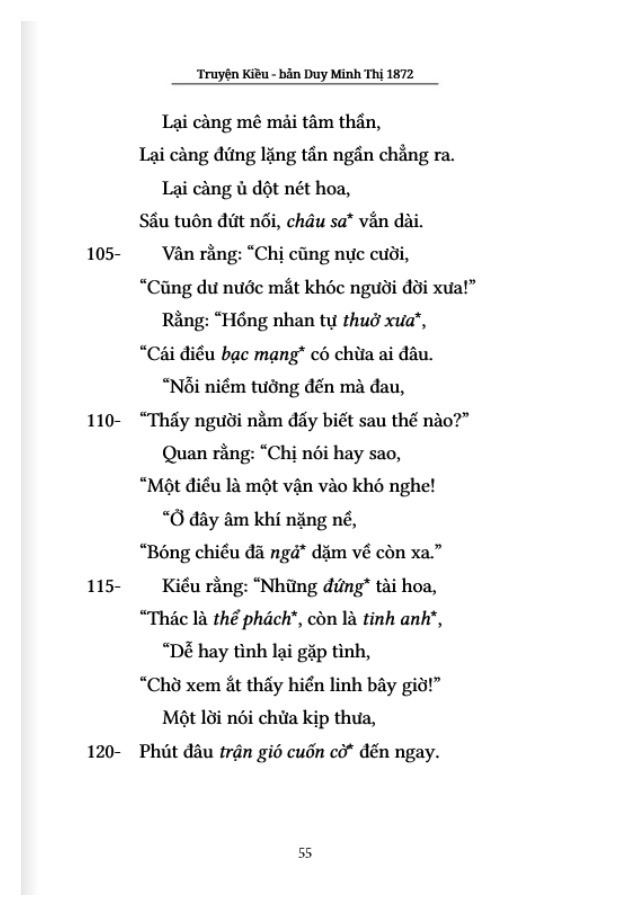 Truyện Kiều - bản Duy Minh Thị 1872
Lại càng mê mải tâm thần,
Lại càng đứng lặng tần ngần chẳng ra.
Lại càng ủ dột nét hoa,
Sầu tuôn đứt nối, châu sa* vắn dài.
105- Vân rằng: “Chị cũng nực cười,
“Cũng dư nước mắt khóc người đời xưa!”
Rằng: “Hồng nhan tự thuở xưa*,
“Cái điều bạc mạng* có chừa ai đâu.
“Nỗi niềm tưởng đến mà đau,
110- “Thấy người nằm đấy biết sau thế nào?”
Quan rằng: “Chị nói hay sao,
“Một điều là một vận vào khó nghe!
“Ở đây âm khí nặng nề,
“Bóng chiều đã ngả* dặm về còn xa.”
115- Kiều rằng: “Những đứng* tài hoa,
“Thác là thể phách*, còn là tinh anh*,
“Dễ hay tình lại gặp tình,
“Chờ xem ắt thấy hiển linh bây giờ!”
Một lời nói chửa kịp thưa,
120- Phút đâu trận gió cuốn cờ* đến ngay.
55